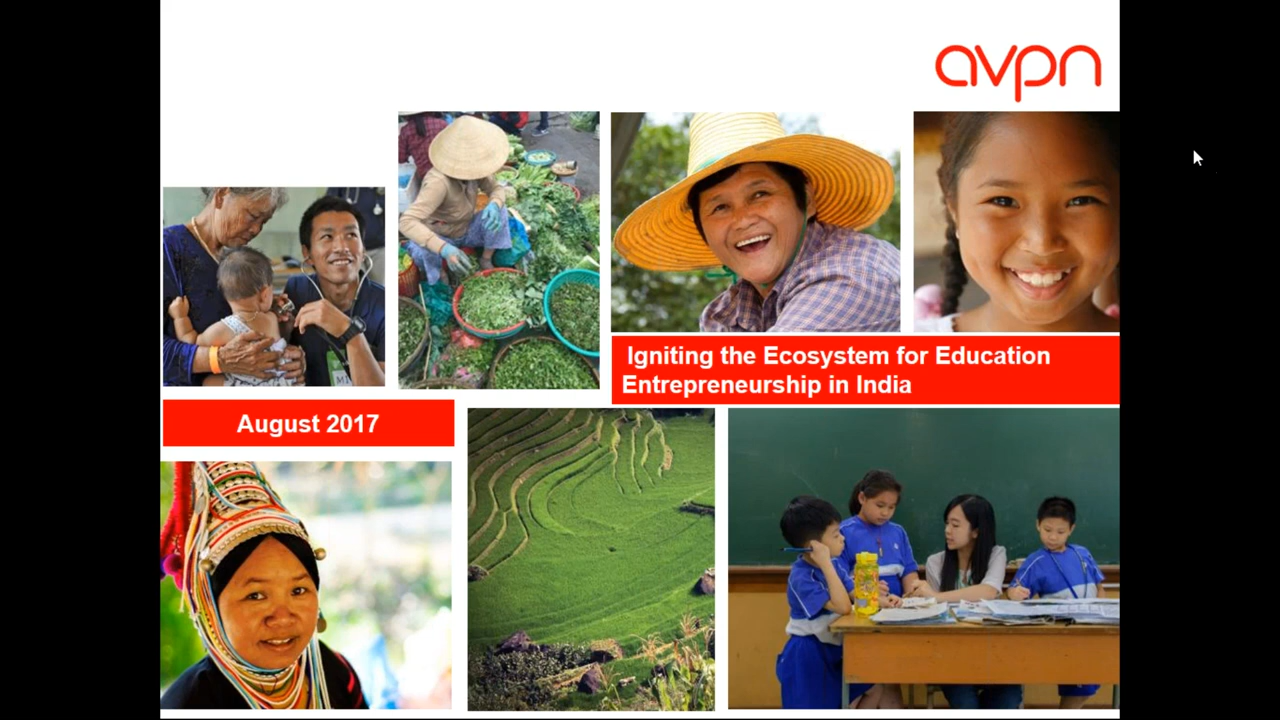 avpn
Igniting the Ecosystem for Education
Entrepreneurship in India
August 2017